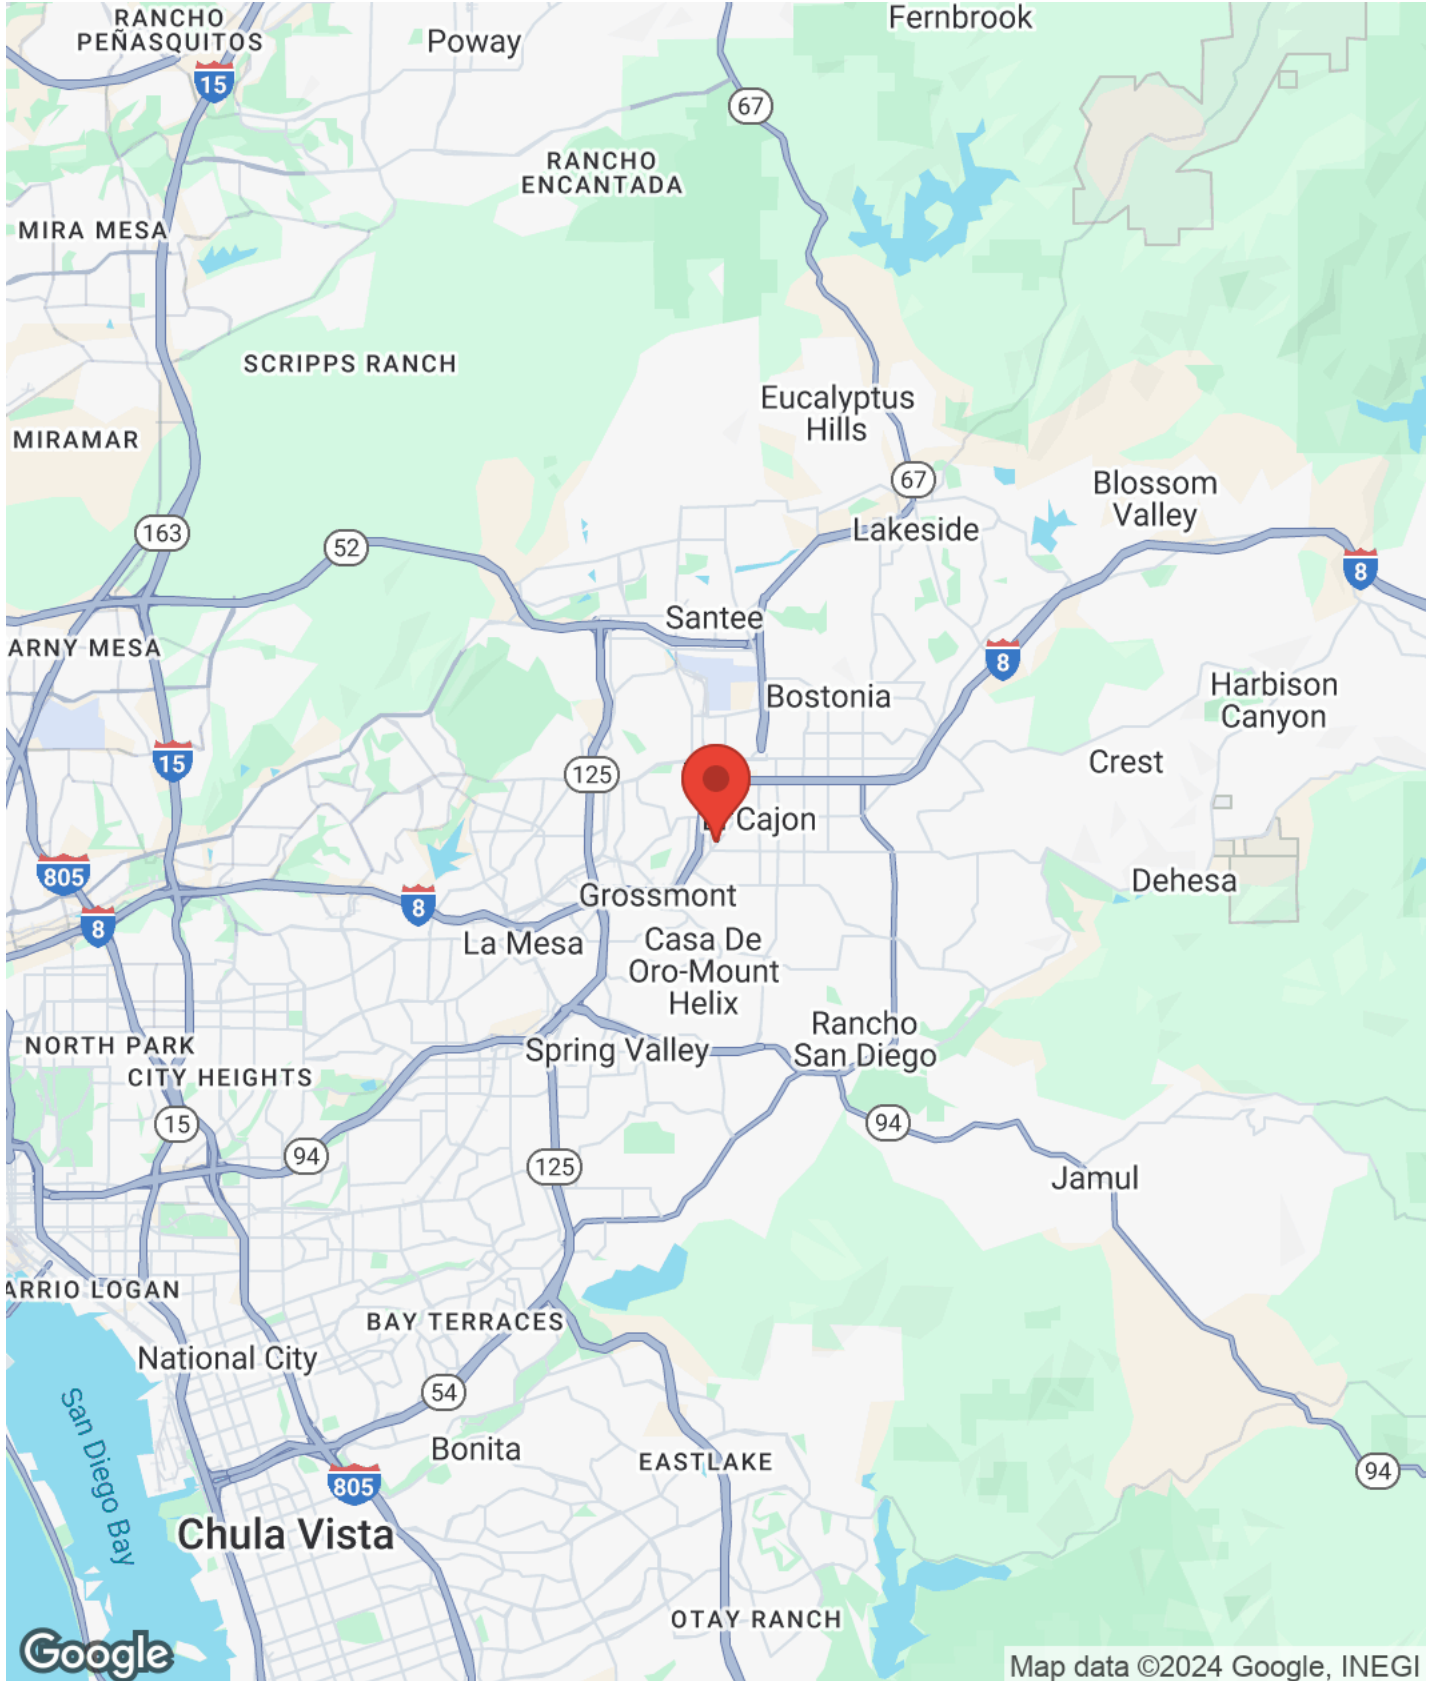 RANCHO
PEÑASQUITOS
Poway
Fernbrook
15
67
RANCHO
ENCANTADA
MIRA MESA
SCRIPPS RANCH
Eucalyptus
Hills
MIRAMAR
67
Blossom
Valley
163
52
Lakeside
8
Santee
ARNY MESA
8
Bostonia
Harbison
Canyon
15
125
Crest
Cajon
805
8
8
Grossmont
Dehesa
La Mesa
Casa De
Oro-Mount
Helix
NORTH PARK
Spring Valley
Rancho
San Diego
CITY HEIGHTS
15
94
94
125
Jamul
ARRIO LOGAN
BAY TERRACES
National City
54
San Diego Bay
Bonita
EASTLAKE
94
805
Chula Vista
OTAY RANCH
Google
Map data ©2024 Google, INEGI